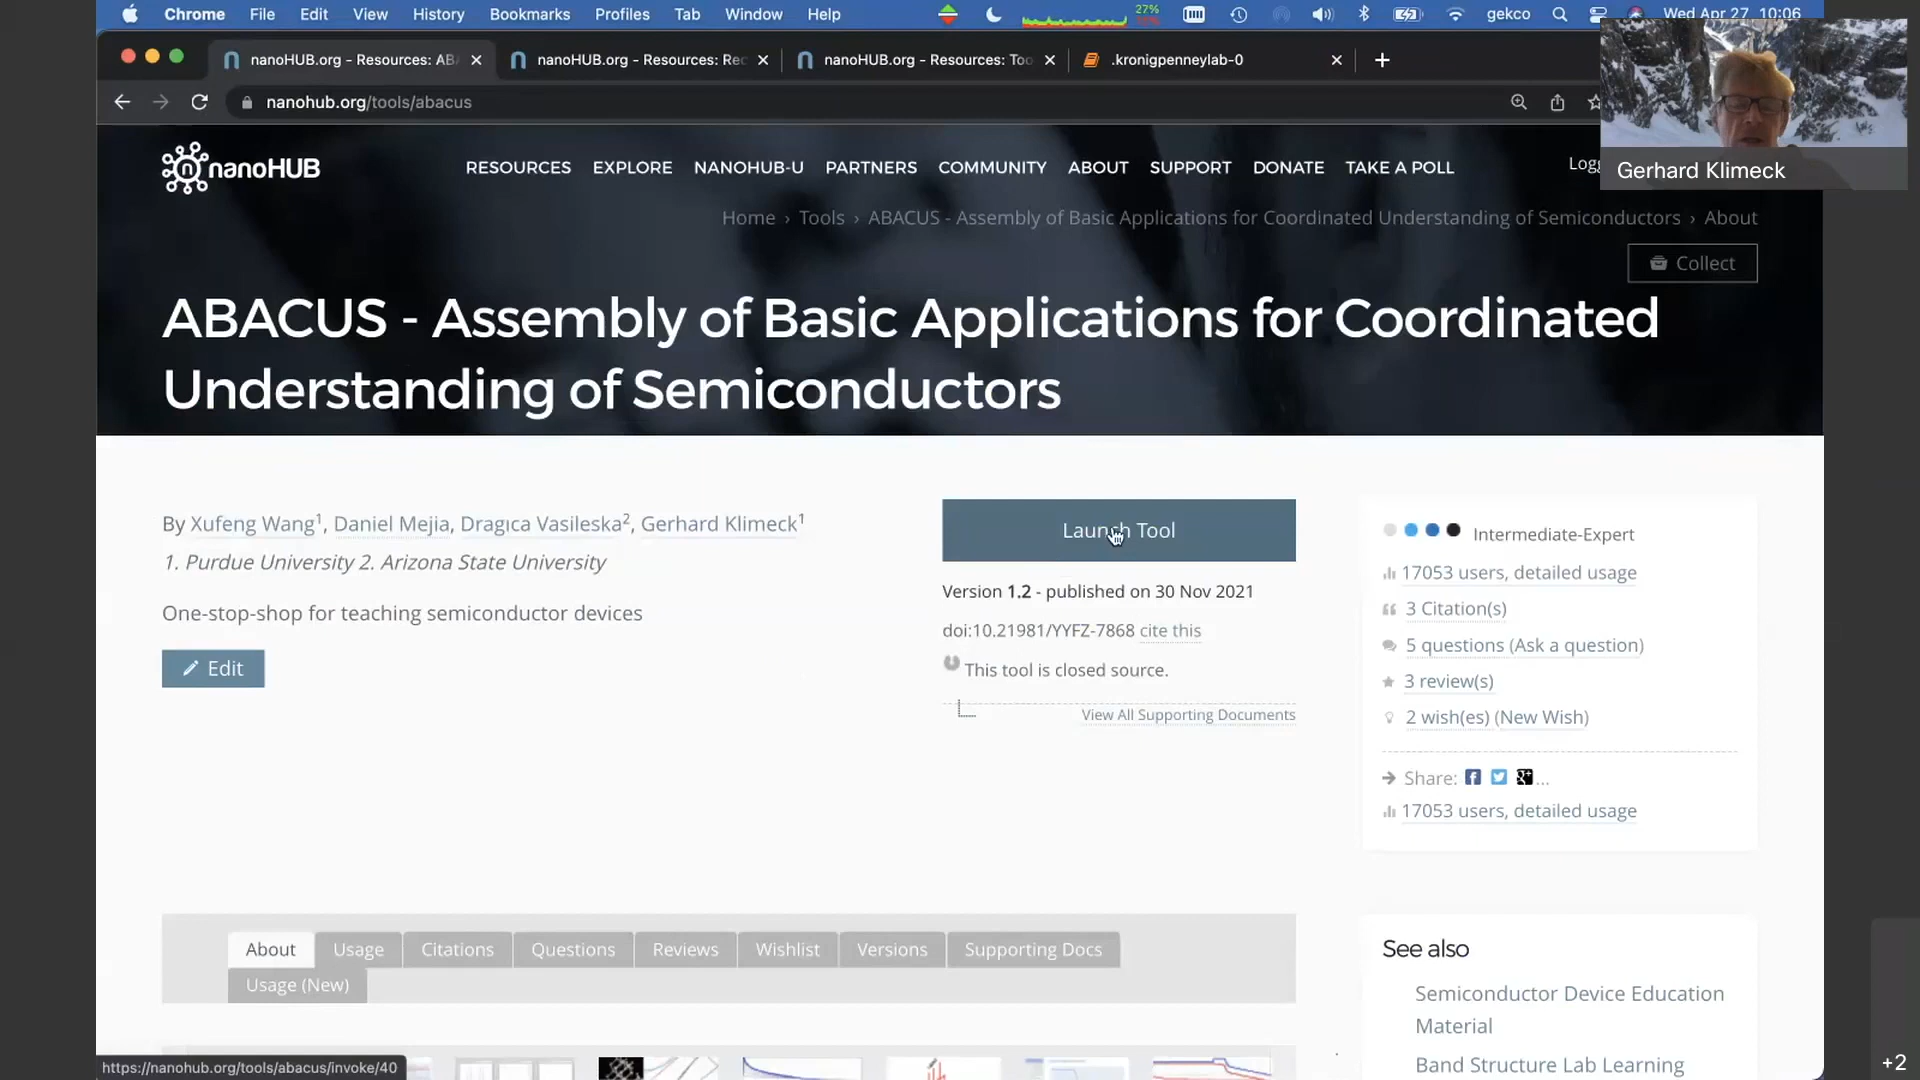 Chrome File Edit View History Bookmarks Profiles Tab Window Help 27% gekco Wed Apr 27 10:06
nanoHUB.org - Resources: AB nanoHUB.org - Resources: Rec nanoHUB.org - Resources: Too .kronigpenneylab-0
nanohub.org/tools/abacus
Gerhard Klimeck
nanoHUB RESOURCES EXPLORE NANOHUB-U PARTNERS COMMUNITY ABOUT SUPPORT DONATE TAKE A POLL Logg
Home › Tools › ABACUS - Assembly of Basic Applications for Coordinated Understanding of Semiconductors › About
Collect
ABACUS - Assembly of Basic Applications for Coordinated
Understanding of Semiconductors
By Xufeng Wang1, Daniel Mejia, Dragica Vasileska2, Gerhard Klimeck1
1. Purdue University 2. Arizona State University
One-stop-shop for teaching semiconductor devices
Edit
Launch Tool
Version 1.2 - published on 30 Nov 2021
doi:10.21981/YYFZ-7868 cite this
This tool is closed source.
View All Supporting Documents
Intermediate-Expert
17053 users, detailed usage
3 Citation(s)
5 questions (Ask a question)
3 review(s)
2 wish(es) (New Wish)
Share: ...
17053 users, detailed usage
About Usage Citations Questions Reviews Wishlist Versions Supporting Docs
Usage (New)
See also
Semiconductor Device Education
Material
Band Structure Lab Learning
https://nanohub.org/tools/abacus/invoke/40
+2